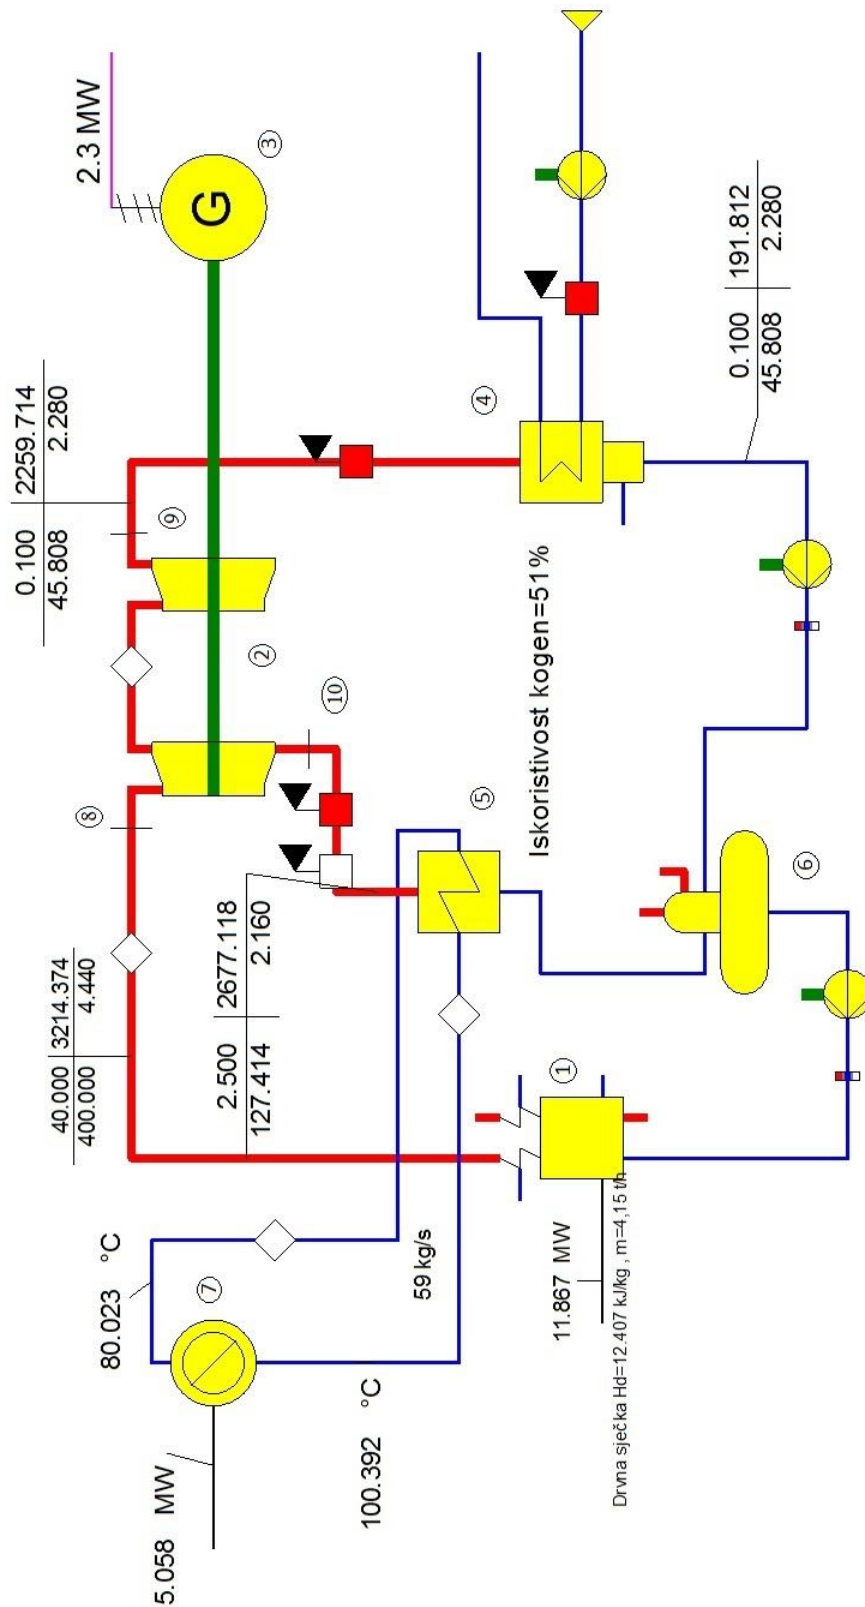 5.058 MW
80.023 °C
100.392 °C
7
59 kg/s
11.867 MW
Drvna sječka Hd=12.407 kJ/kg , m=4,15 t/h
1
40.000 3214.374
400.000 4.440
2.500 2677.118
127.414 2.160
8
10
5
6
2
9
0.100 2259.714
45.808 2.280
Iskoristivost kogen=51%
4
0.100 191.812
45.808 2.280
G
3
2.3 MW